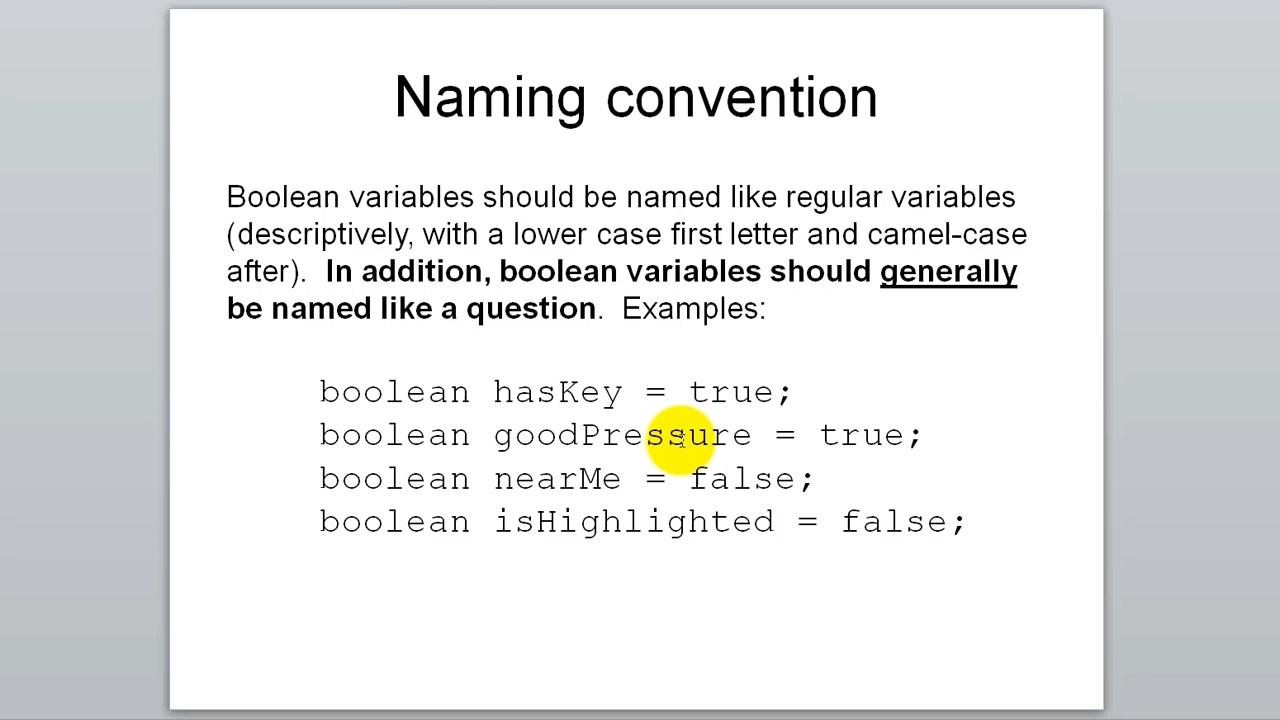 Naming convention
Boolean variables should be named like regular variables
(descriptively, with a lower case first letter and camel-case
after).  In addition, boolean variables should generally
be named like a question.  Examples:
boolean hasKey = true;
boolean goodPressure = true;
boolean nearMe = false;
boolean isHighlighted = false;